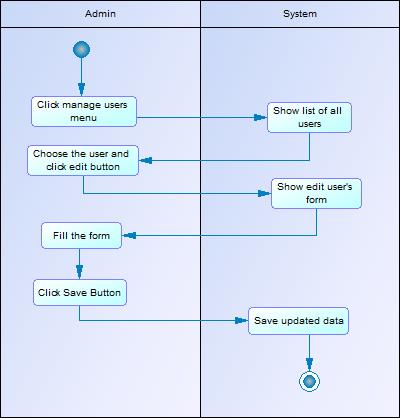 Admin
System
Click manage users
menu
Show list of all
users
Choose the user and
click edit button
Show edit user's
form
Fill the form
Click Save Button
Save updated data